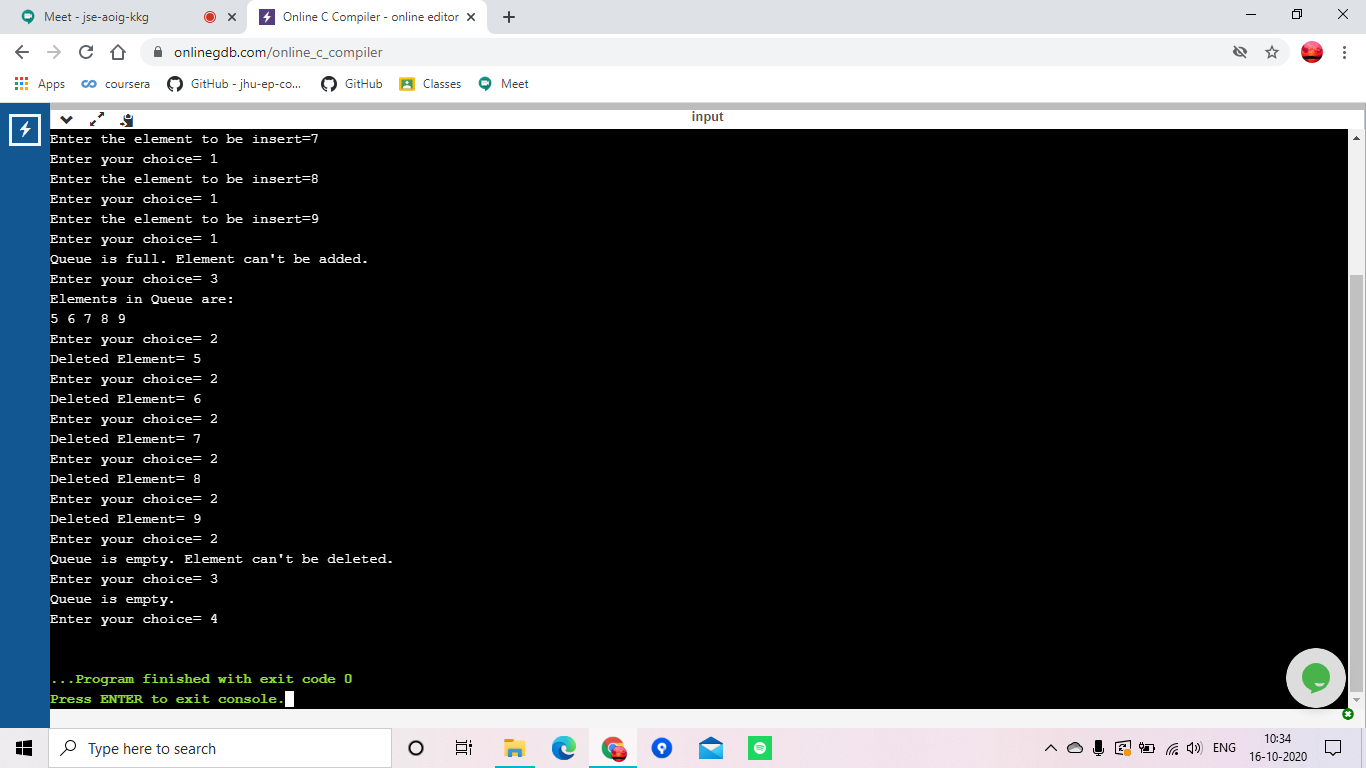 Meet - jse-aoig-kkg
Online C Compiler - online editor
onlinegdb.com/online_c_compiler
Apps coursera GitHub - jhu-ep-co... GitHub Classes Meet
input
Enter the element to be insert=7
Enter your choice= 1
Enter the element to be insert=8
Enter your choice= 1
Enter the element to be insert=9
Enter your choice= 1
Queue is full. Element can't be added.
Enter your choice= 3
Elements in Queue are:
5 6 7 8 9
Enter your choice= 2
Deleted Element= 5
Enter your choice= 2
Deleted Element= 6
Enter your choice= 2
Deleted Element= 7
Enter your choice= 2
Deleted Element= 8
Enter your choice= 2
Deleted Element= 9
Enter your choice= 2
Queue is empty. Element can't be deleted.
Enter your choice= 3
Queue is empty.
Enter your choice= 4
...Program finished with exit code 0
Press ENTER to exit console.
Type here to search
ENG
10:34
16-10-2020